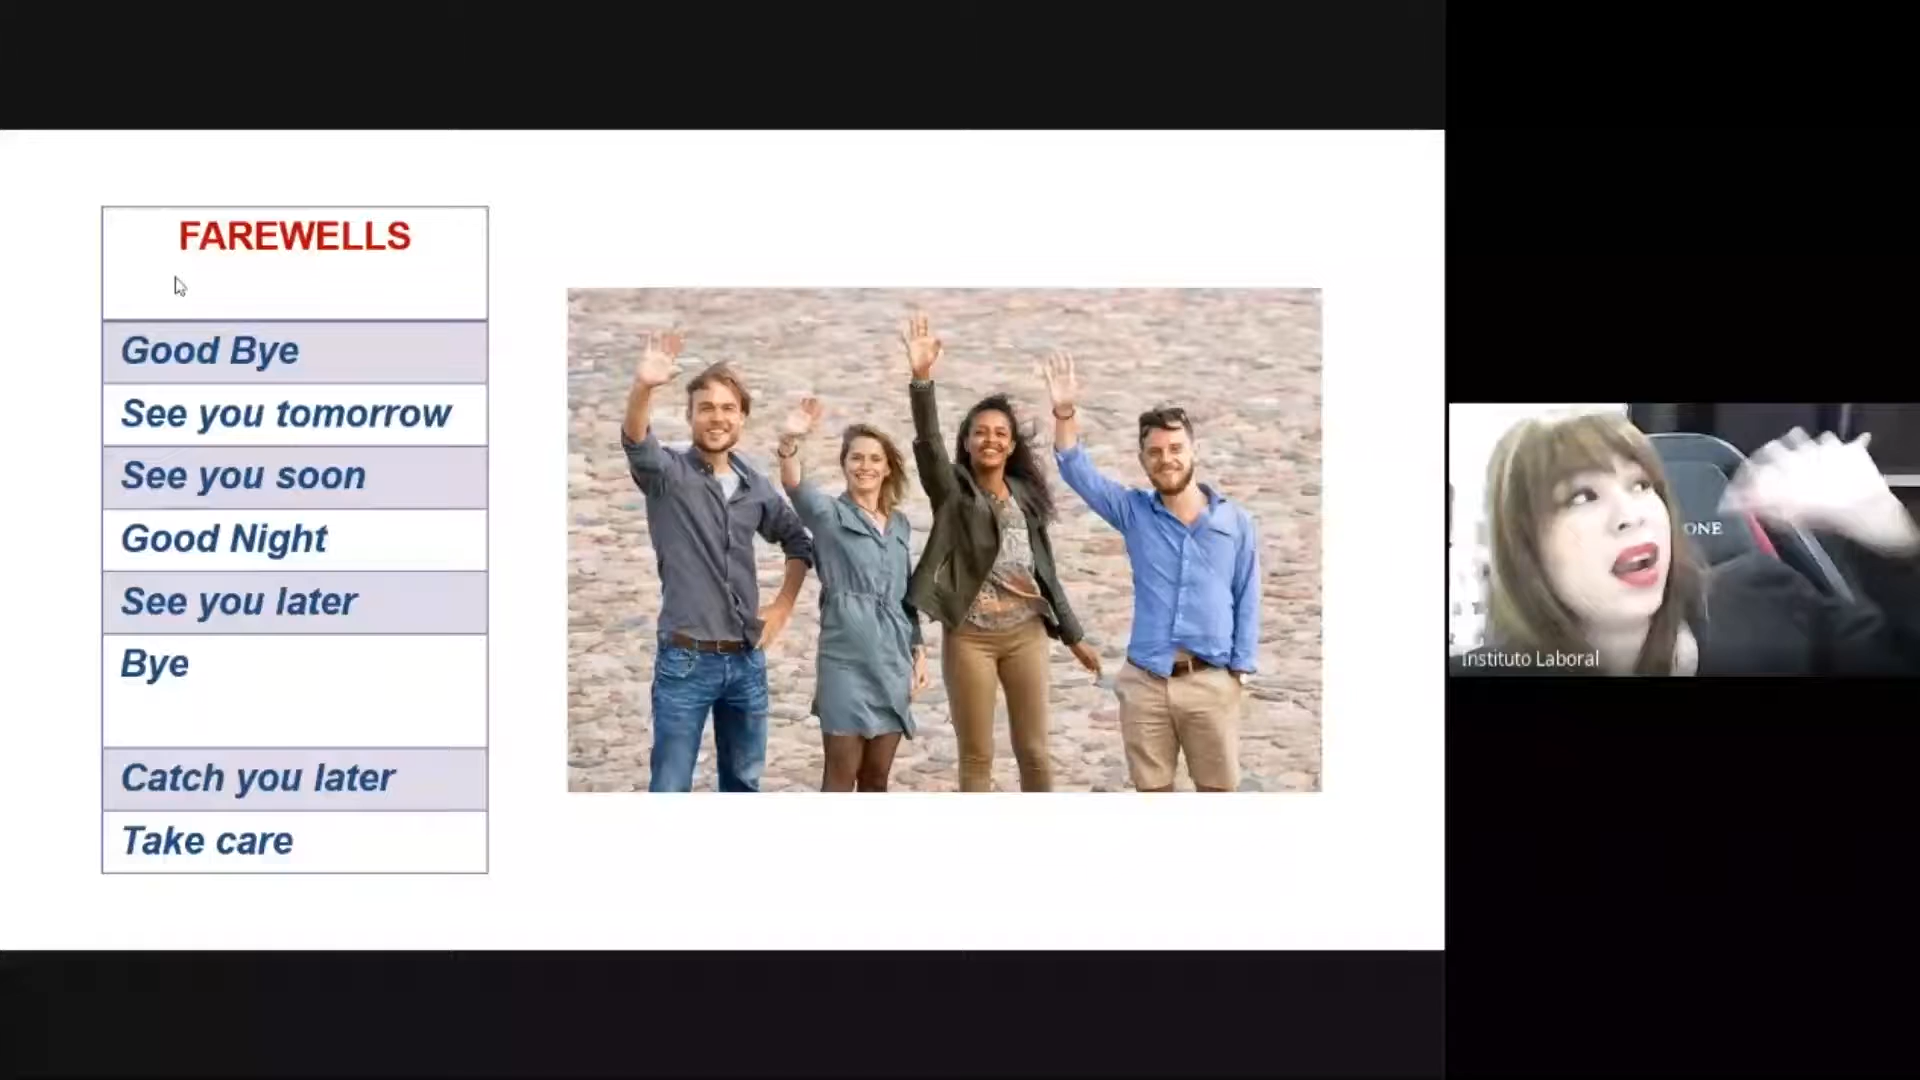 FAREWELLS
Good Bye
See you tomorrow
See you soon
Good Night
See you later
Bye
Catch you later
Take care
ONE
Instituto Laboral